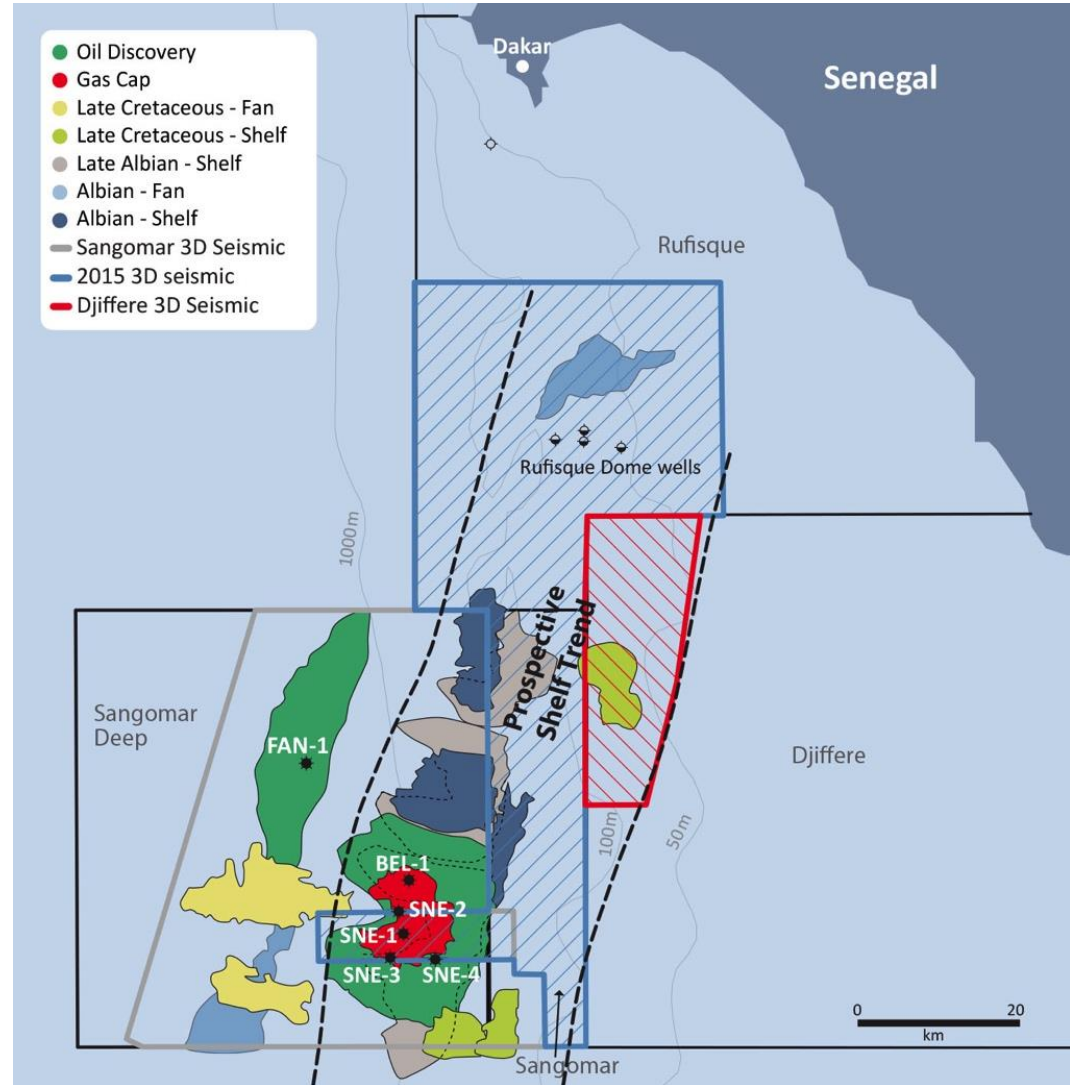 Oil Discovery
Gas Cap
Late Cretaceous - Fan
Late Cretaceous - Shelf
Late Albian - Shelf
Albian - Fan
Albian - Shelf
Sangomar 3D Seismic
2015 3D seismic
Djiffere 3D Seismic
Dakar
Senegal
Rufisque
Rufisque Dome wells
1000m
Prospective
Shelf Trend
Sangomar
Deep
FAN-1
Djiffere
100m
50m
BEL-1
SNE-2
SNE-1
SNE-3
SNE-4
0
20
km
Sangomar